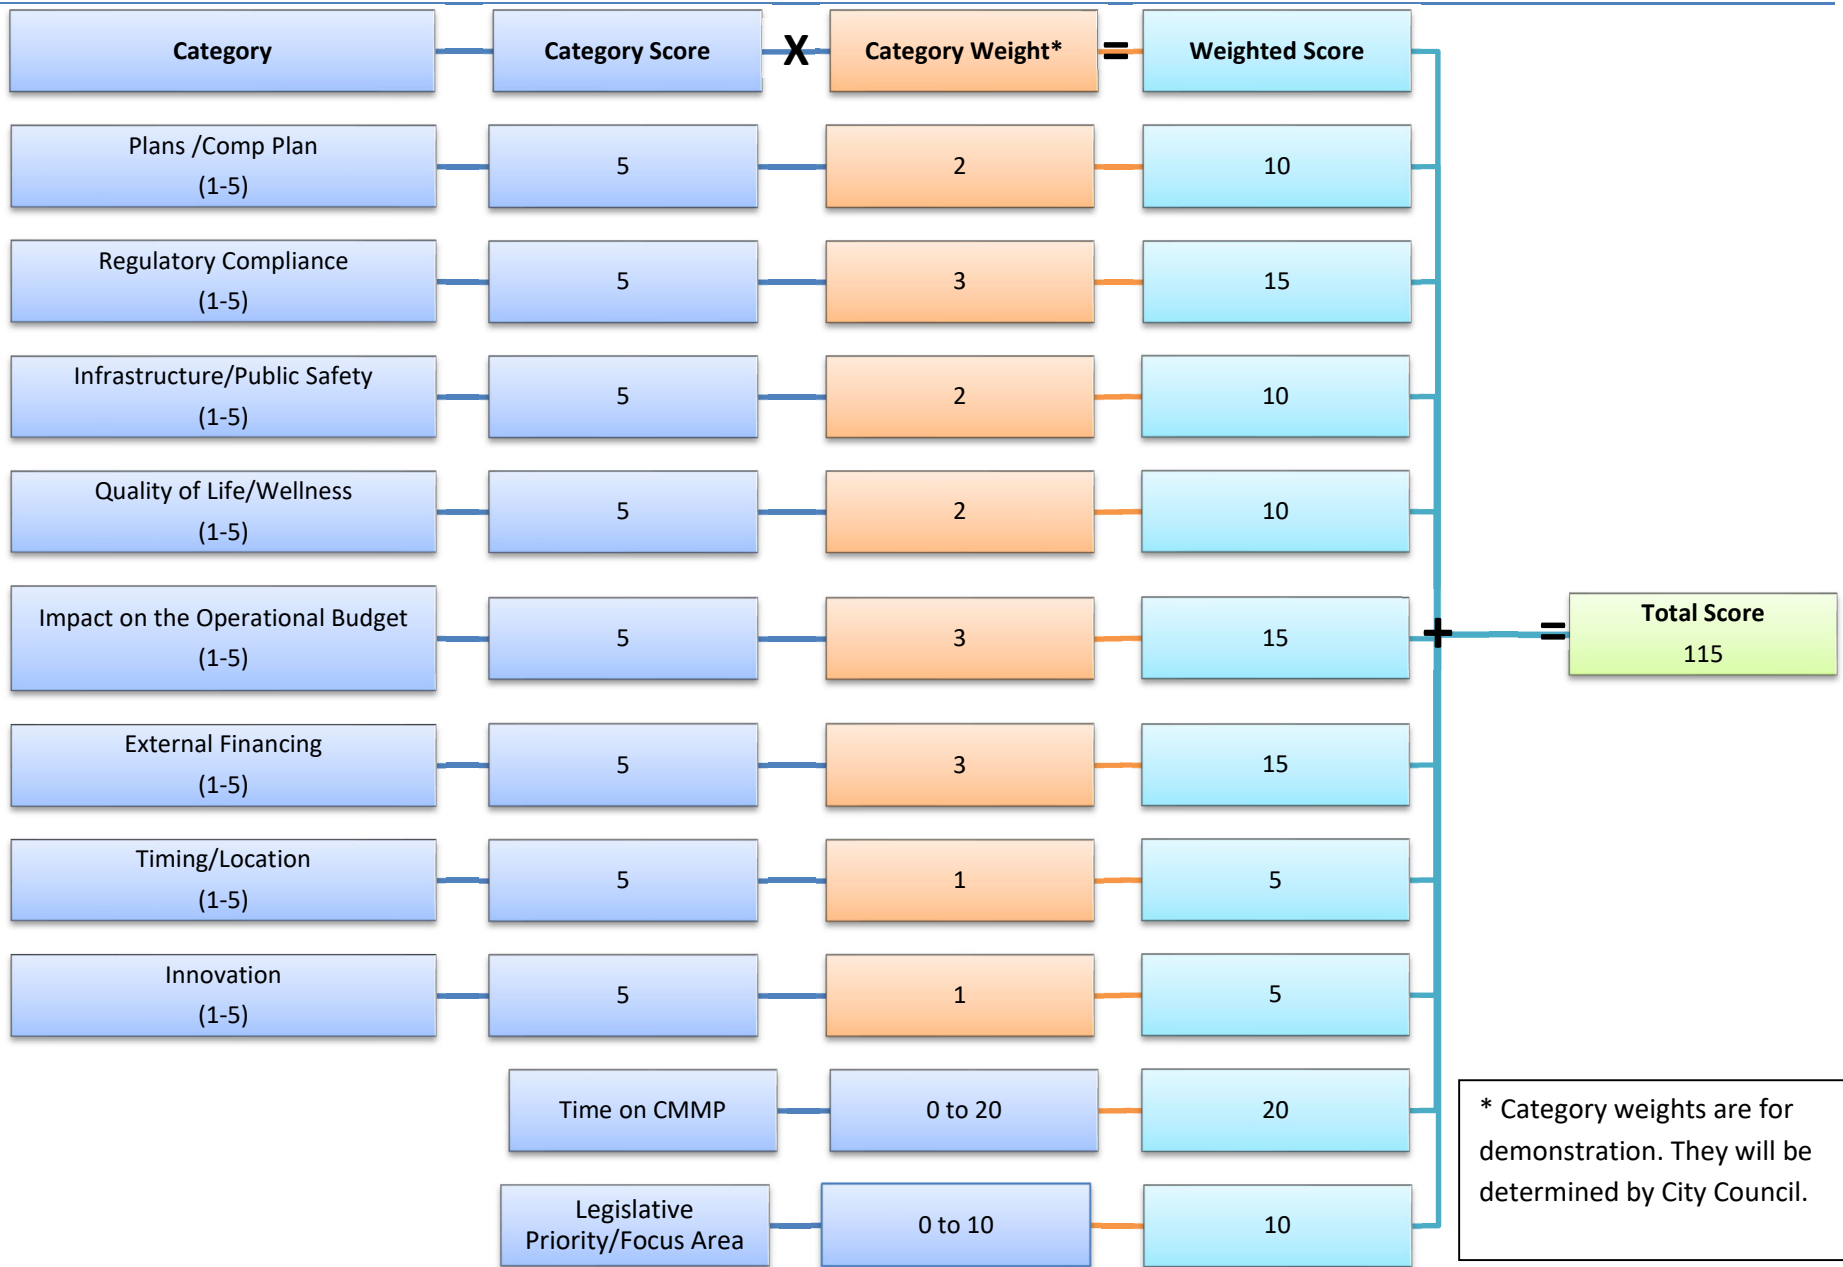 Category
Category Score
X
Category Weight*
=
Weighted Score
Plans /Comp Plan
(1-5)
5
2
10
Regulatory Compliance
(1-5)
5
3
15
Infrastructure/Public Safety
(1-5)
5
2
10
Quality of Life/Wellness
(1-5)
5
2
10
Impact on the Operational Budget
(1-5)
5
3
15
+
=
Total Score
115
External Financing
(1-5)
5
3
15
Timing/Location
(1-5)
5
1
5
Innovation
(1-5)
5
1
5
Time on CMMP
0 to 20
20
Legislative
Priority/Focus Area
0 to 10
10
* Category weights are for
demonstration. They will be
determined by City Council.